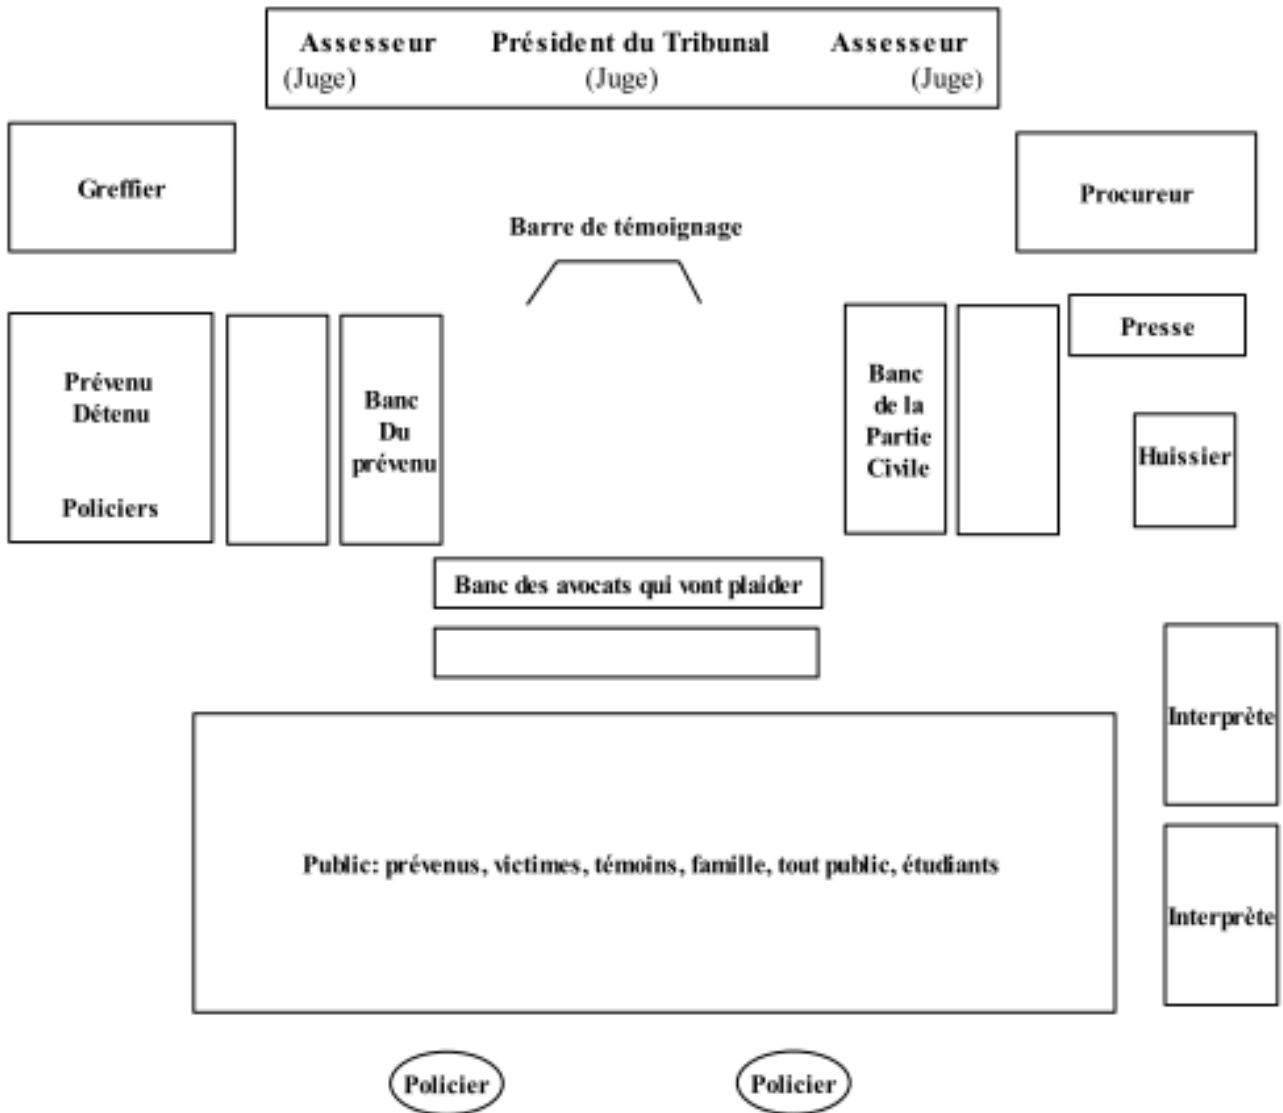 Assesseur Président du Tribunal Assesseur
(Juge) (Juge) (Juge)
Greffier
Procureur
Barre de témoignage
Presse
Prévenu
Détenu
Policiers
Banc
Du
prévenu
Banc
de la
Partie
Civile
Huissier
Banc des avocats qui vont plaider
Interprète
Public: prévenus, victimes, témoins, famille, tout public, étudiants
Interprète
Policier
Policier